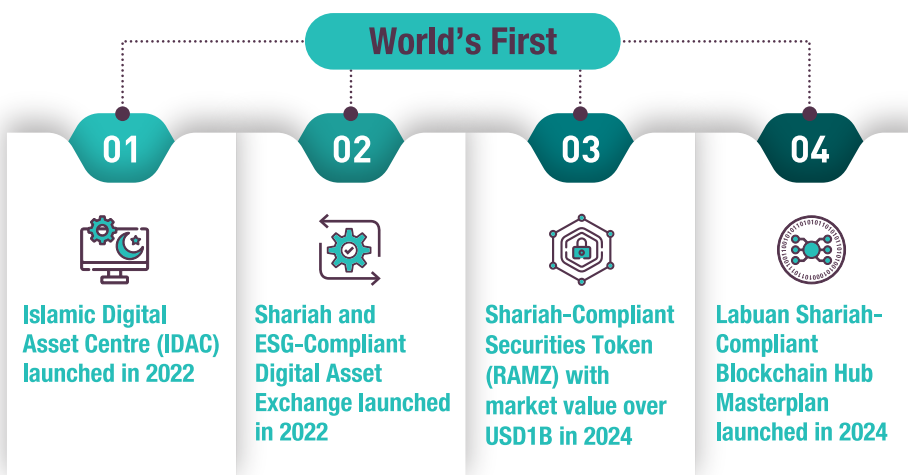 World's First
01
Islamic Digital
Asset Centre (IDAC)
launched in 2022
02
Shariah and
ESG-Compliant
Digital Asset
Exchange launched
in 2022
03
Shariah-Compliant
Securities Token
(RAMZ) with
market value over
USD1B in 2024
04
Labuan Shariah-
Compliant
Blockchain Hub
Masterplan
launched in 2024